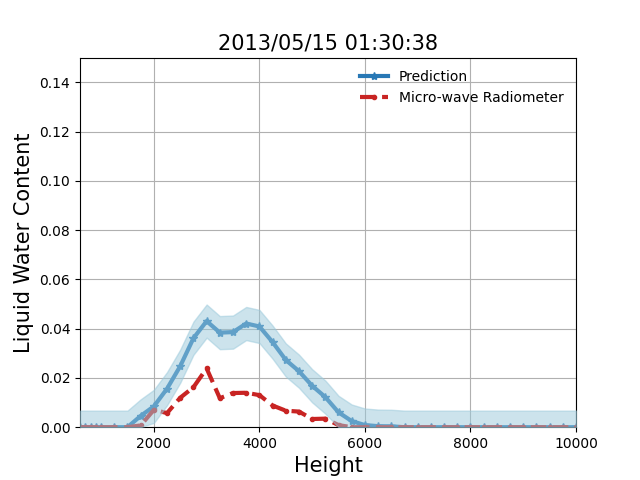 2013/05/15 01:30:38
Prediction
Micro-wave Radiometer
0.14
0.12
0.10
0.08
0.06
0.04
0.02
0.00
Liquid Water Content
2000 4000 6000 8000 10000
Height